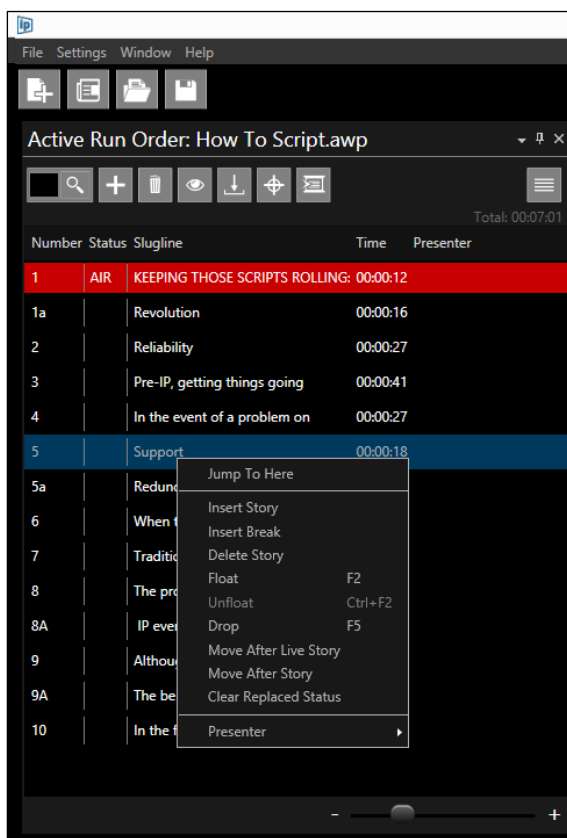 ip
File Settings Window Help
Active Run Order: How To Script.awp
Total: 00:07:01
Number Status Slugline Time Presenter
1 AIR KEEPING THOSE SCRIPTS ROLLING: 00:00:12
1a Revolution 00:00:16
2 Reliability 00:00:27
3 Pre-IP, getting things going 00:00:41
4 In the event of a problem on 00:00:27
5 Support 00:00:18
5a Redun
6 When t
7 Traditio
8 The pro
8A IP ever
9 Althou
9A The be
10 In the f
Jump To Here
Insert Story
Insert Break
Delete Story
Float F2
Unfloat Ctrl+F2
Drop F5
Move After Live Story
Move After Story
Clear Replaced Status
Presenter
- +